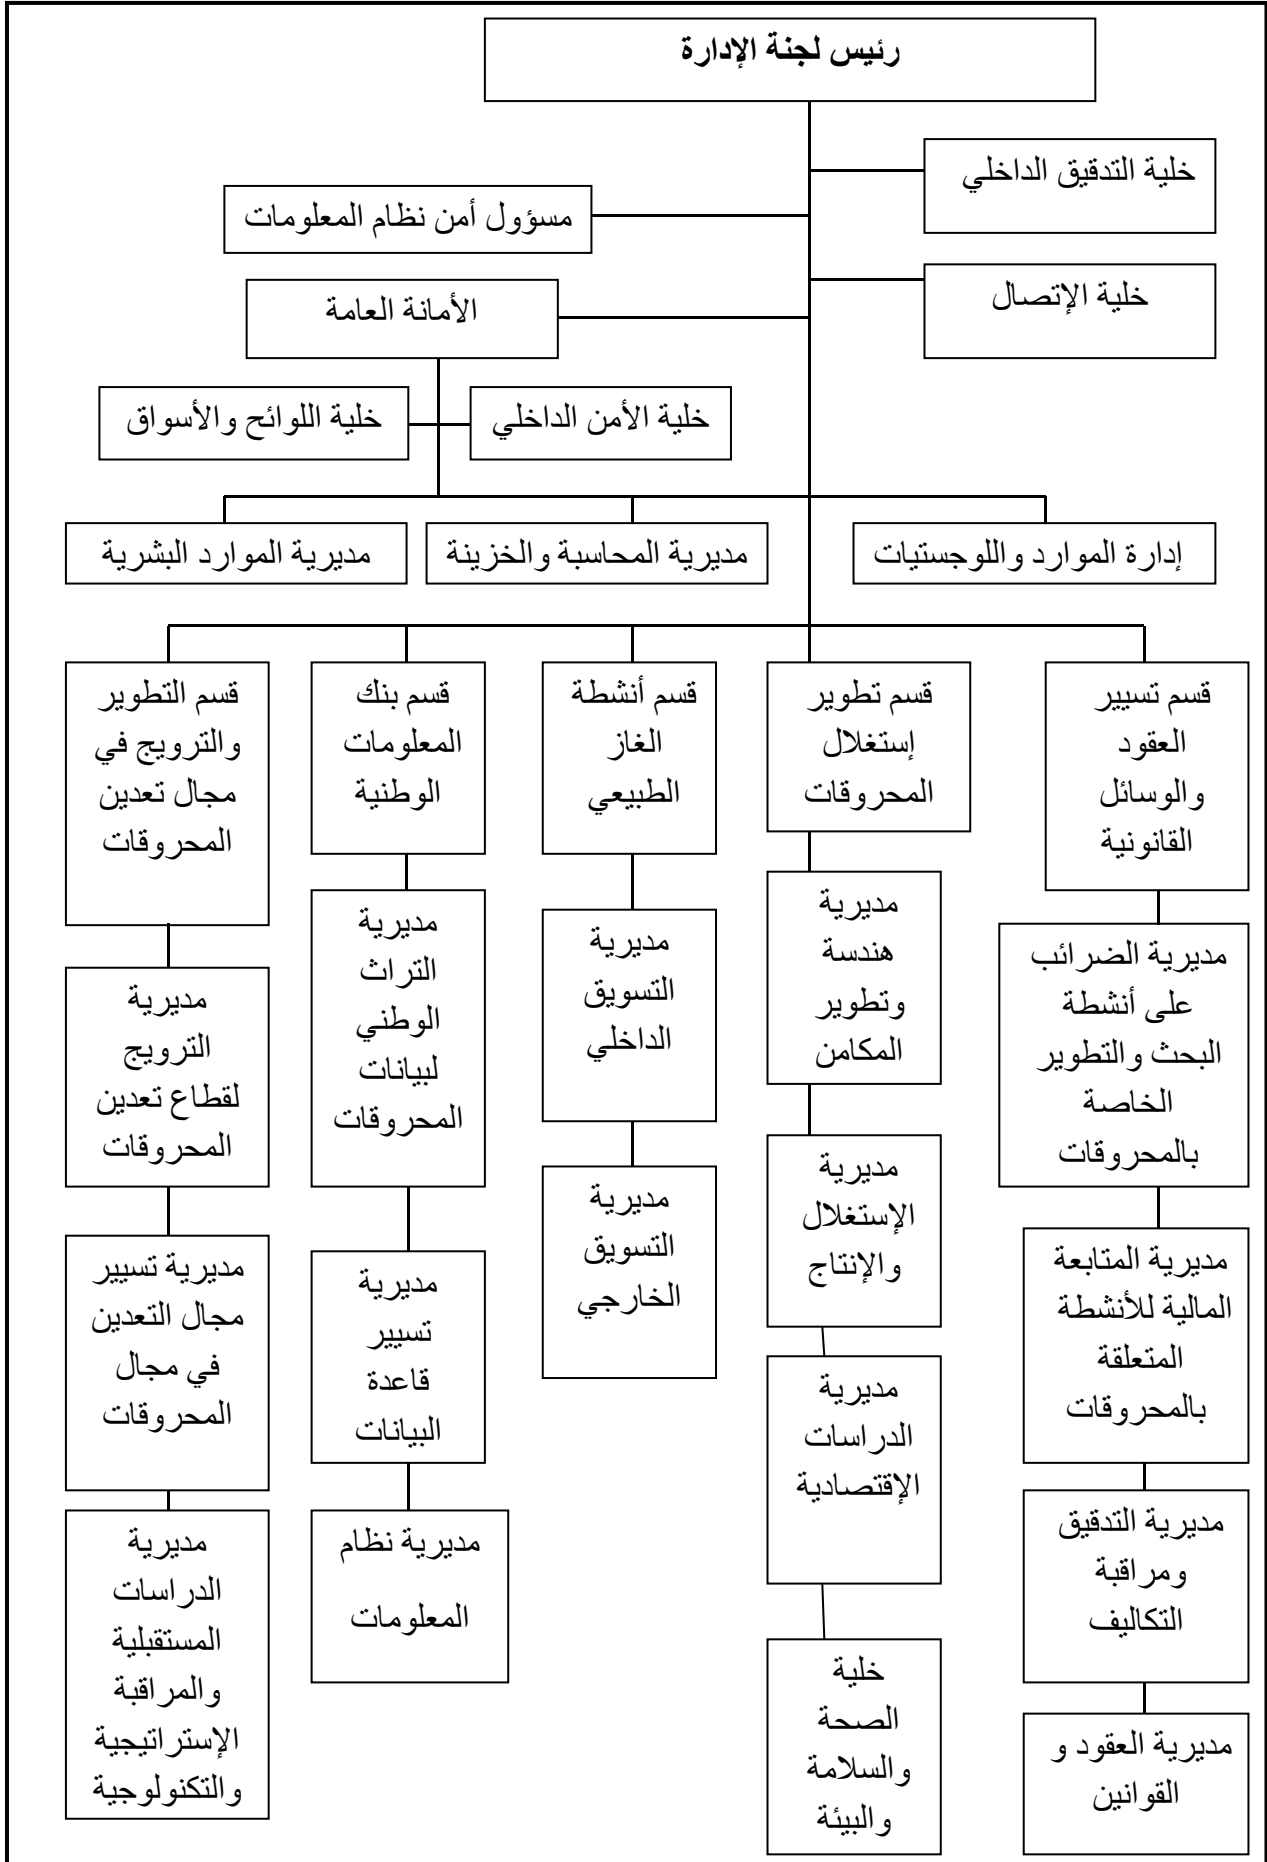 رئيس لجنة الإدارة
خلية التدقيق الداخلي
مسؤول أمن نظام المعلومات
خلية الإتصال
الأمانة العامة
خلية الأمن الداخلي
خلية اللوائح والأسواق
إدارة الموارد واللوجستيات
مديرية المحاسبة والخزينة
مديرية الموارد البشرية
قسم تسيير
العقود
والوسائل
القانونية
مديرية الضرائب
على أنشطة
البحث والتطوير
الخاصة
بالمحروقات
مديرية المتابعة
المالية للأنشطة
المتعلقة
بالمحروقات
مديرية التدقيق
ومراقبة
التكاليف
مديرية العقود و
القوانين
قسم تطوير
إستغلال
المحروقات
مديرية
هندسة
وتطوير
المكامن
مديرية
الإستغلال
والإنتاج
مديرية
الدراسات
الإقتصادية
خلية
الصحة
والسلامة
والبيئة
قسم أنشطة
الغاز
الطبيعي
مديرية
التسويق
الداخلي
مديرية
التسويق
الخارجي
قسم بنك
المعلومات
الوطنية
مديرية
التراث
الوطني
لبيانات
المحروقات
مديرية
تسيير
قاعدة
البيانات
مديرية نظام
المعلومات
قسم التطوير
والترويج في
مجال تعدين
المحروقات
مديرية
الترويج
لقطاع تعدين
المحروقات
مديرية تسيير
مجال التعدين
في مجال
المحروقات
مديرية
الدراسات
المستقبلية
والمراقبة
الإستراتيجية
والتكنولوجية